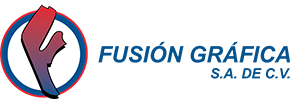 FUSIÓN GRÁFICA
S.A. DE C.V.